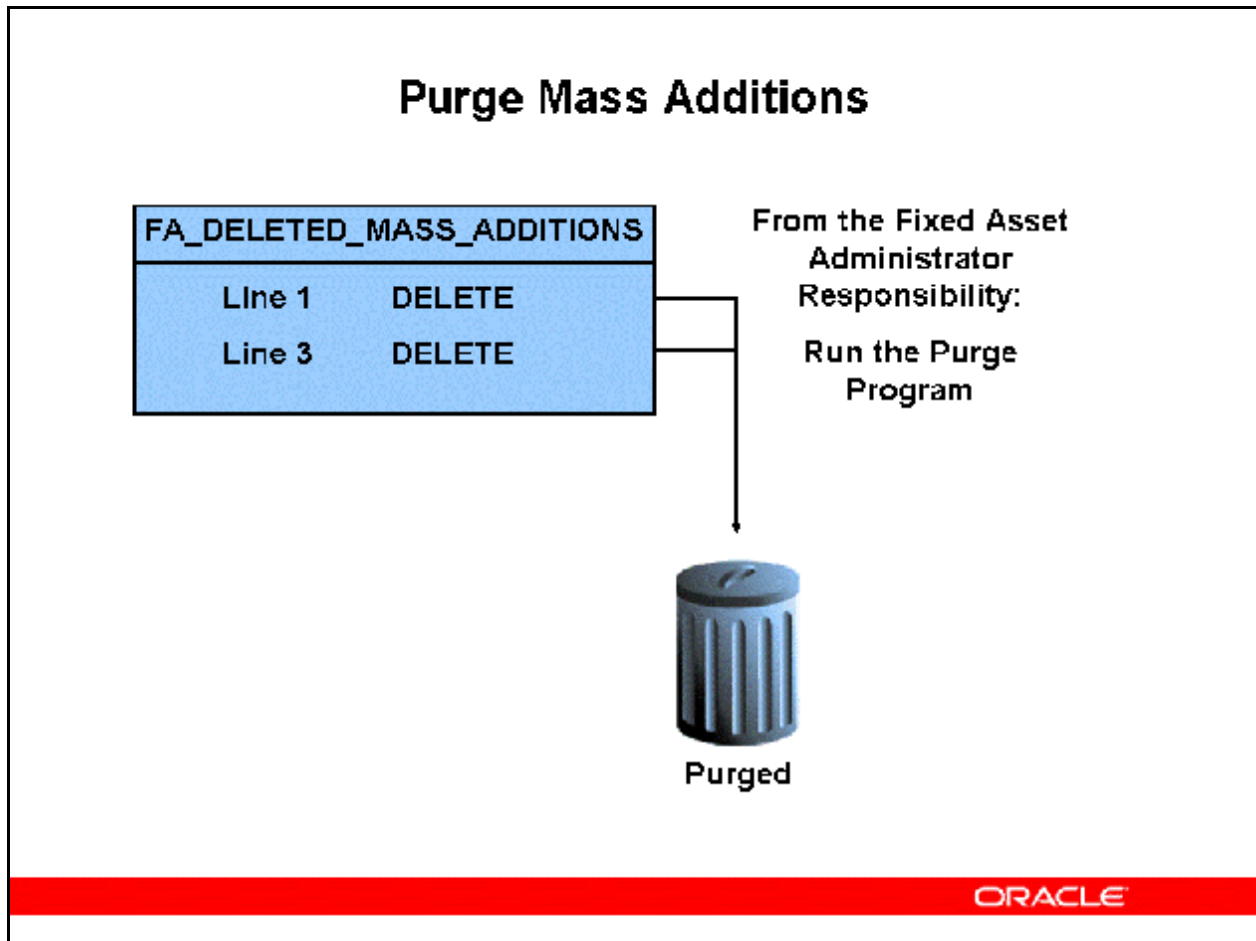 Purge Mass Additions
FA_DELETED_MASS_ADDITIONS
Line 1 DELETE
Line 3 DELETE
From the Fixed Asset
Administrator
Responsibility:
Run the Purge
Program
Purged
ORACLE